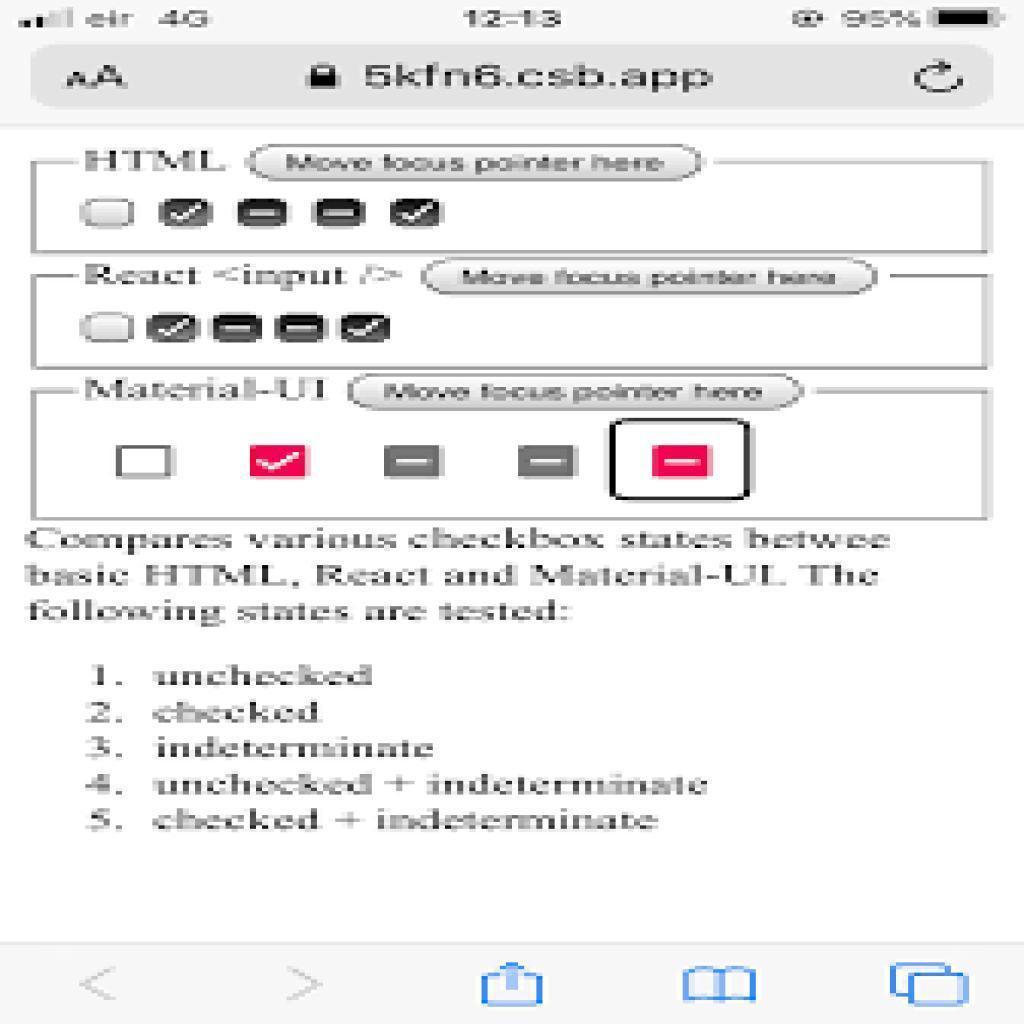 eir 4G 12:13 95%
AA 5kfn6.csb.app
HTML Move focus pointer here
React <input /> Move focus pointer here
Material-UI Move focus pointer here
Compares various checkbox states betwee
basic HTML, React and Material-UI. The
following states are tested:
1. unchecked
2. checked
3. indeterminate
4. unchecked + indeterminate
5. checked + indeterminate